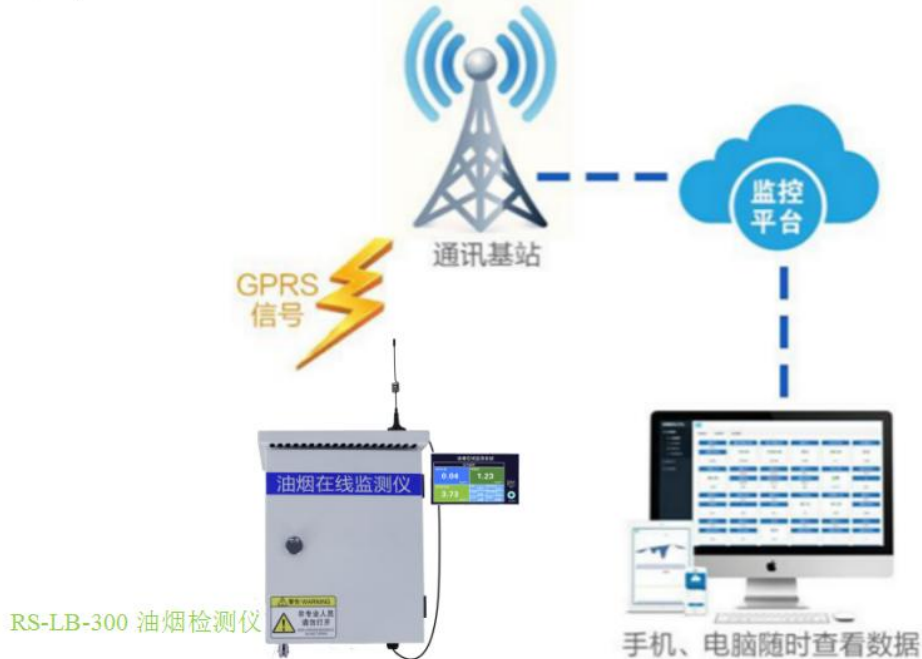 通讯基站
监控
平台
GPRS
信号
油烟在线监测仪
0.04
1.23
3.73
警告 WARNING
非专业人员
请勿打开
RS-LB-300 油烟检测仪
手机、电脑随时查看数据